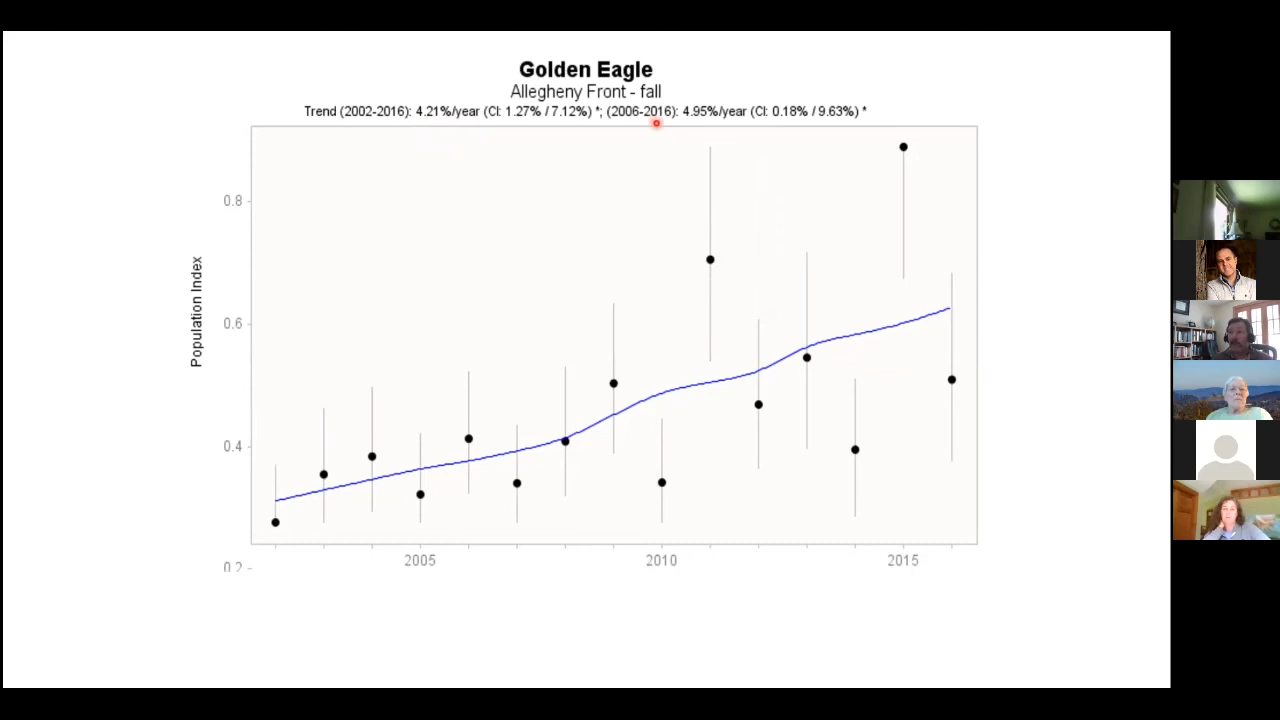 Golden Eagle
Allegheny Front - fall
Trend (2002-2016): 4.21%/year (CI: 1.27% / 7.12%) *; (2006-2016): 4.95%/year (CI: 0.18% / 9.63%) *
0.8
Population Index
0.6
0.4
0.2
2005 2010 2015